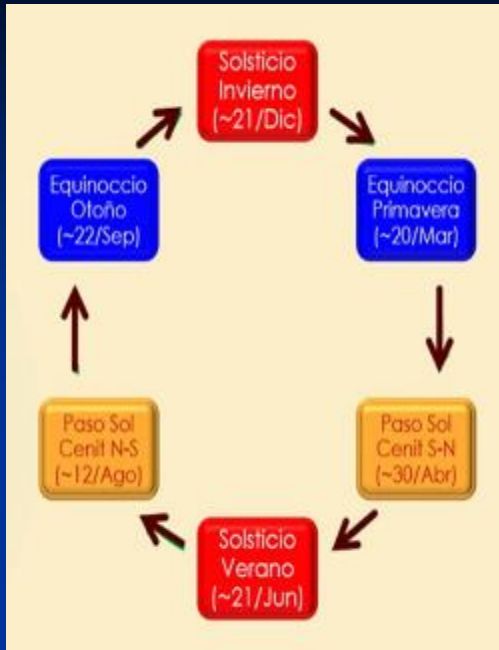 Solsticio
Invierno
(~21/Dic)
Equinoccio
Otoño
(~22/Sep)
Equinoccio
Primavera
(~20/Mar)
Paso Sol
Cenit N-S
(~12/Ago)
Paso Sol
Cenit S-N
(~30/Abr)
Solsticio
Verano
(~21/Jun)